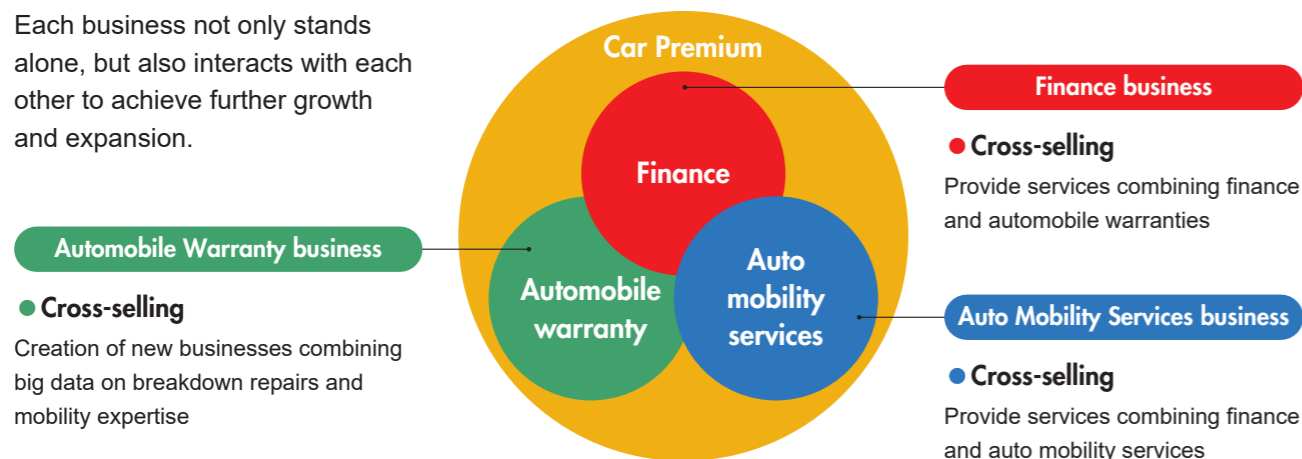 Each business not only stands
alone, but also interacts with each
other to achieve further growth
and expansion.
Automobile Warranty business
Cross-selling
Creation of new businesses combining
big data on breakdown repairs and
mobility expertise
Car Premium
Finance
Automobile
warranty
Auto
mobility
services
Finance business
Cross-selling
Provide services combining finance
and automobile warranties
Auto Mobility Services business
Cross-selling
Provide services combining finance
and auto mobility services